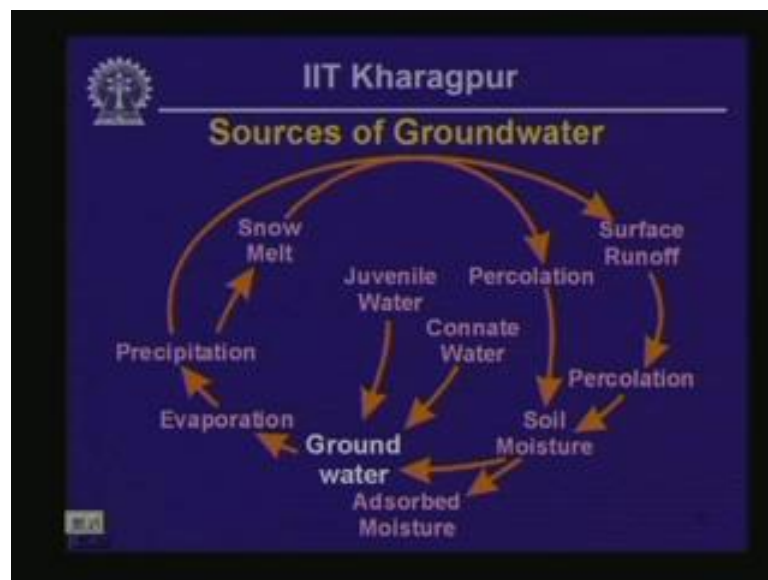 IIT Kharagpur
Sources of Groundwater
Snow
Melt
Surface
Runoff
Juvenile
Water
Percolation
Connate
Water
Precipitation
Percolation
Evaporation
Soil
Moisture
Ground
water
Adsorbed
Moisture